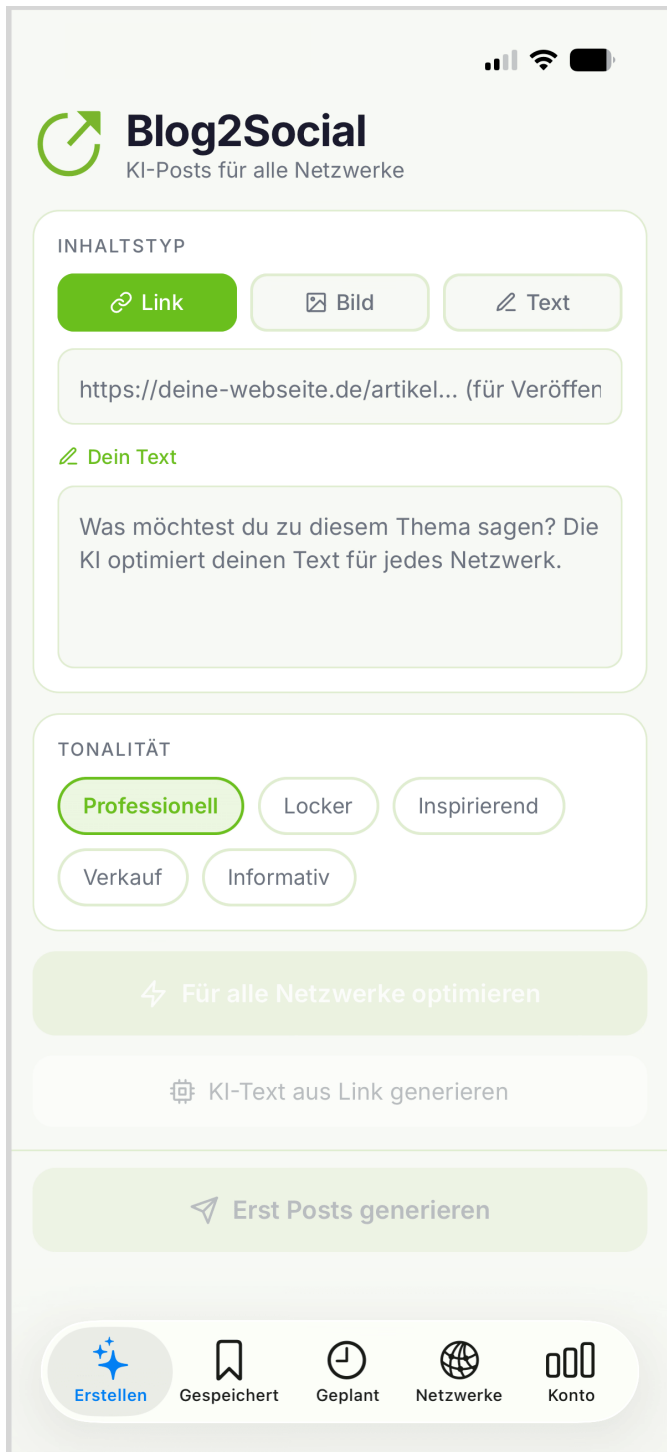 Blog2Social
KI-Posts für alle Netzwerke
INHALTSTYP
Link
Bild
Text
https://deine-webseite.de/artikel... (für Veröffen
Dein Text
Was möchtest du zu diesem Thema sagen? Die
KI optimiert deinen Text für jedes Netzwerk.
TONALITÄT
Professionell
Locker
Inspirierend
Verkauf
Informativ
Für alle Netzwerke optimieren
KI-Text aus Link generieren
Erst Posts generieren
Erstellen
Gespeichert
Geplant
Netzwerke
Konto